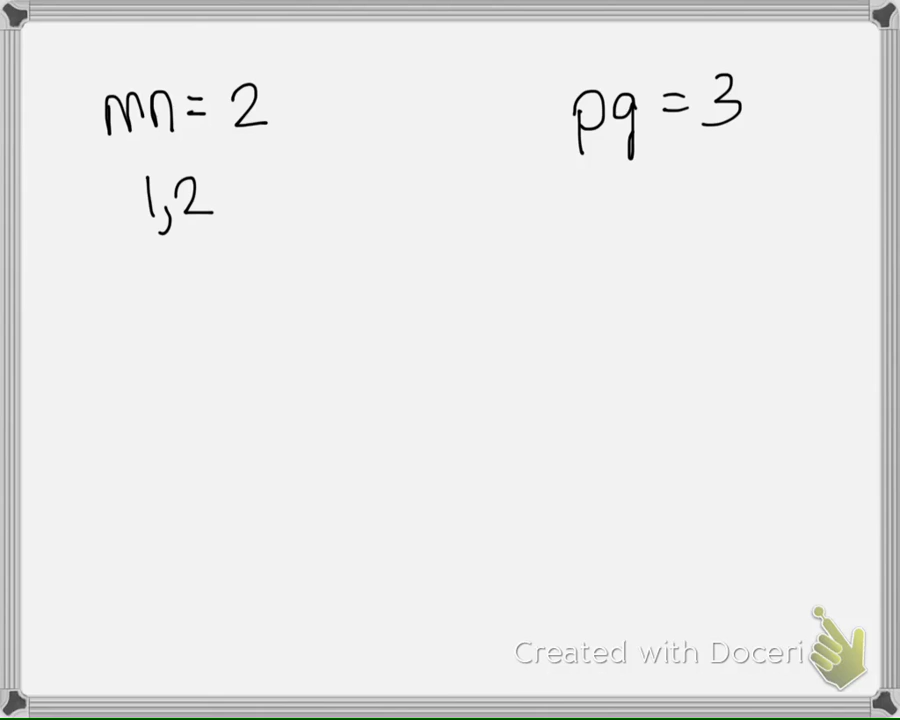 mn = 2
pq = 3
1,2
Created with Doceri